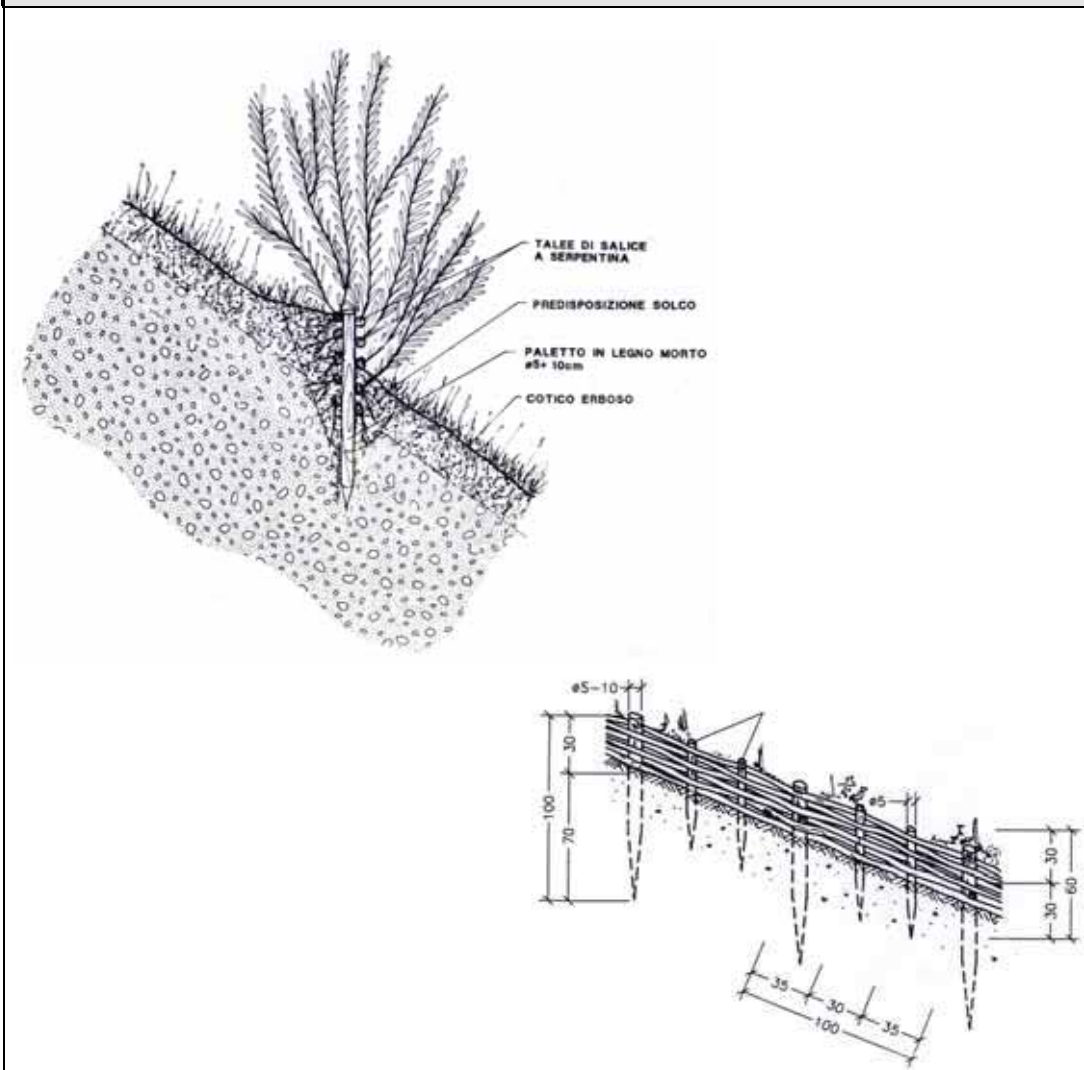 TALEE DI SALICE
A SERPENTINA
PREDISPOSIZIONE SOLCO
PALETTO IN LEGNO MORTO
ø5÷10cm
COTICO ERBOSO
ø5-10
30
100
70
ø5
30
60
30
35
30
35
100